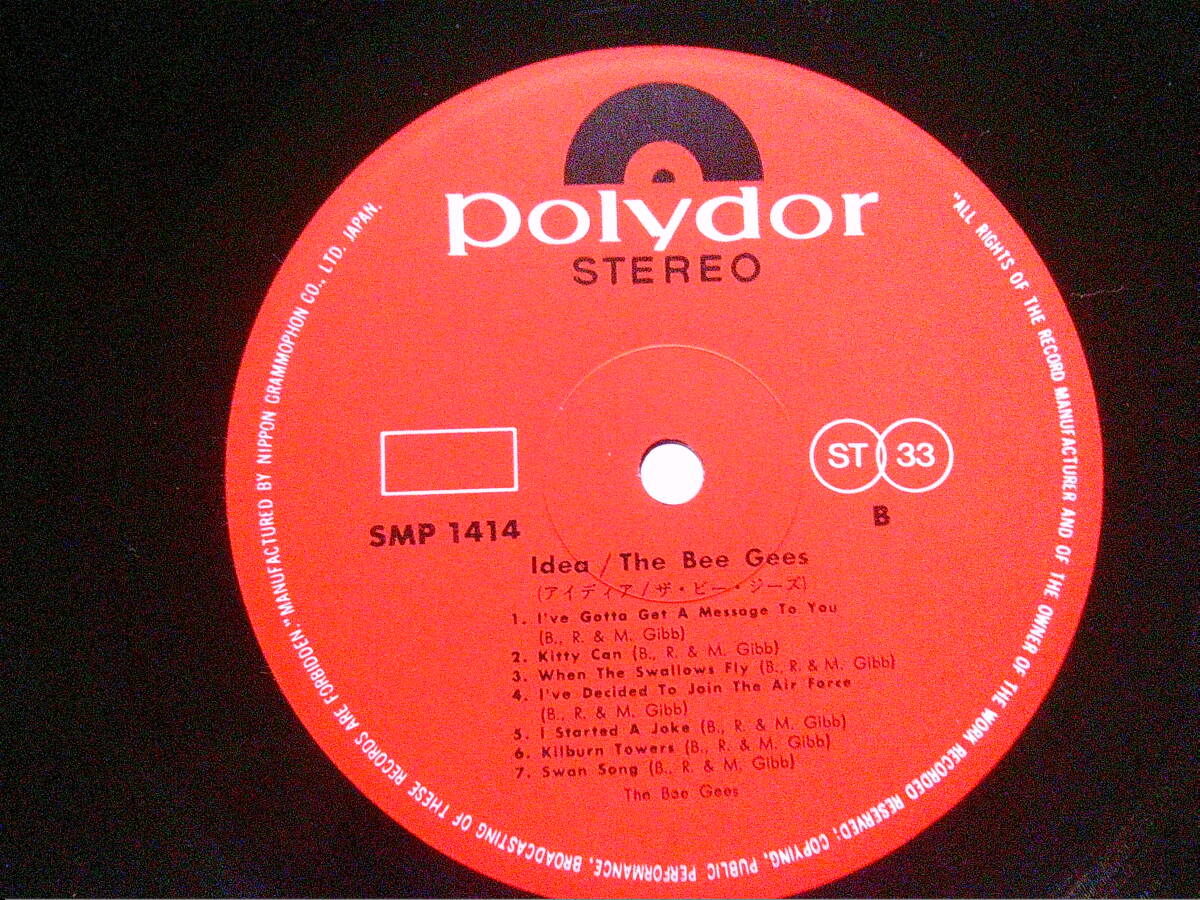 polydor
STEREO
ST 33
B
SMP 1414
Idea / The Bee Gees
(アイディア/ザ・ビー・ジーズ)
1. I've Gotta Get A Message To You
(B., R. & M. Gibb)
2. Kitty Can (B., R. & M. Gibb)
3. When The Swallows Fly (B., R. & M. Gibb)
4. I've Decided To Join The Air Force
(B., R. & M. Gibb)
5. I Started A Joke (B., R. & M. Gibb)
6. Kilburn Towers (B., R. & M. Gibb)
7. Swan Song (B., R. & M. Gibb)
The Bee Gees
"ALL RIGHTS OF THE RECORD MANUFACTURER AND OF THE OWNER OF THE WORK RECORDED RESERVED; COPYING, PUBLIC PERFORMANCE, BROADCASTING OF THESE RECORDS ARE FORBIDDEN." MANUFACTURED BY NIPPON GRAMMOPHON CO., LTD. JAPAN.